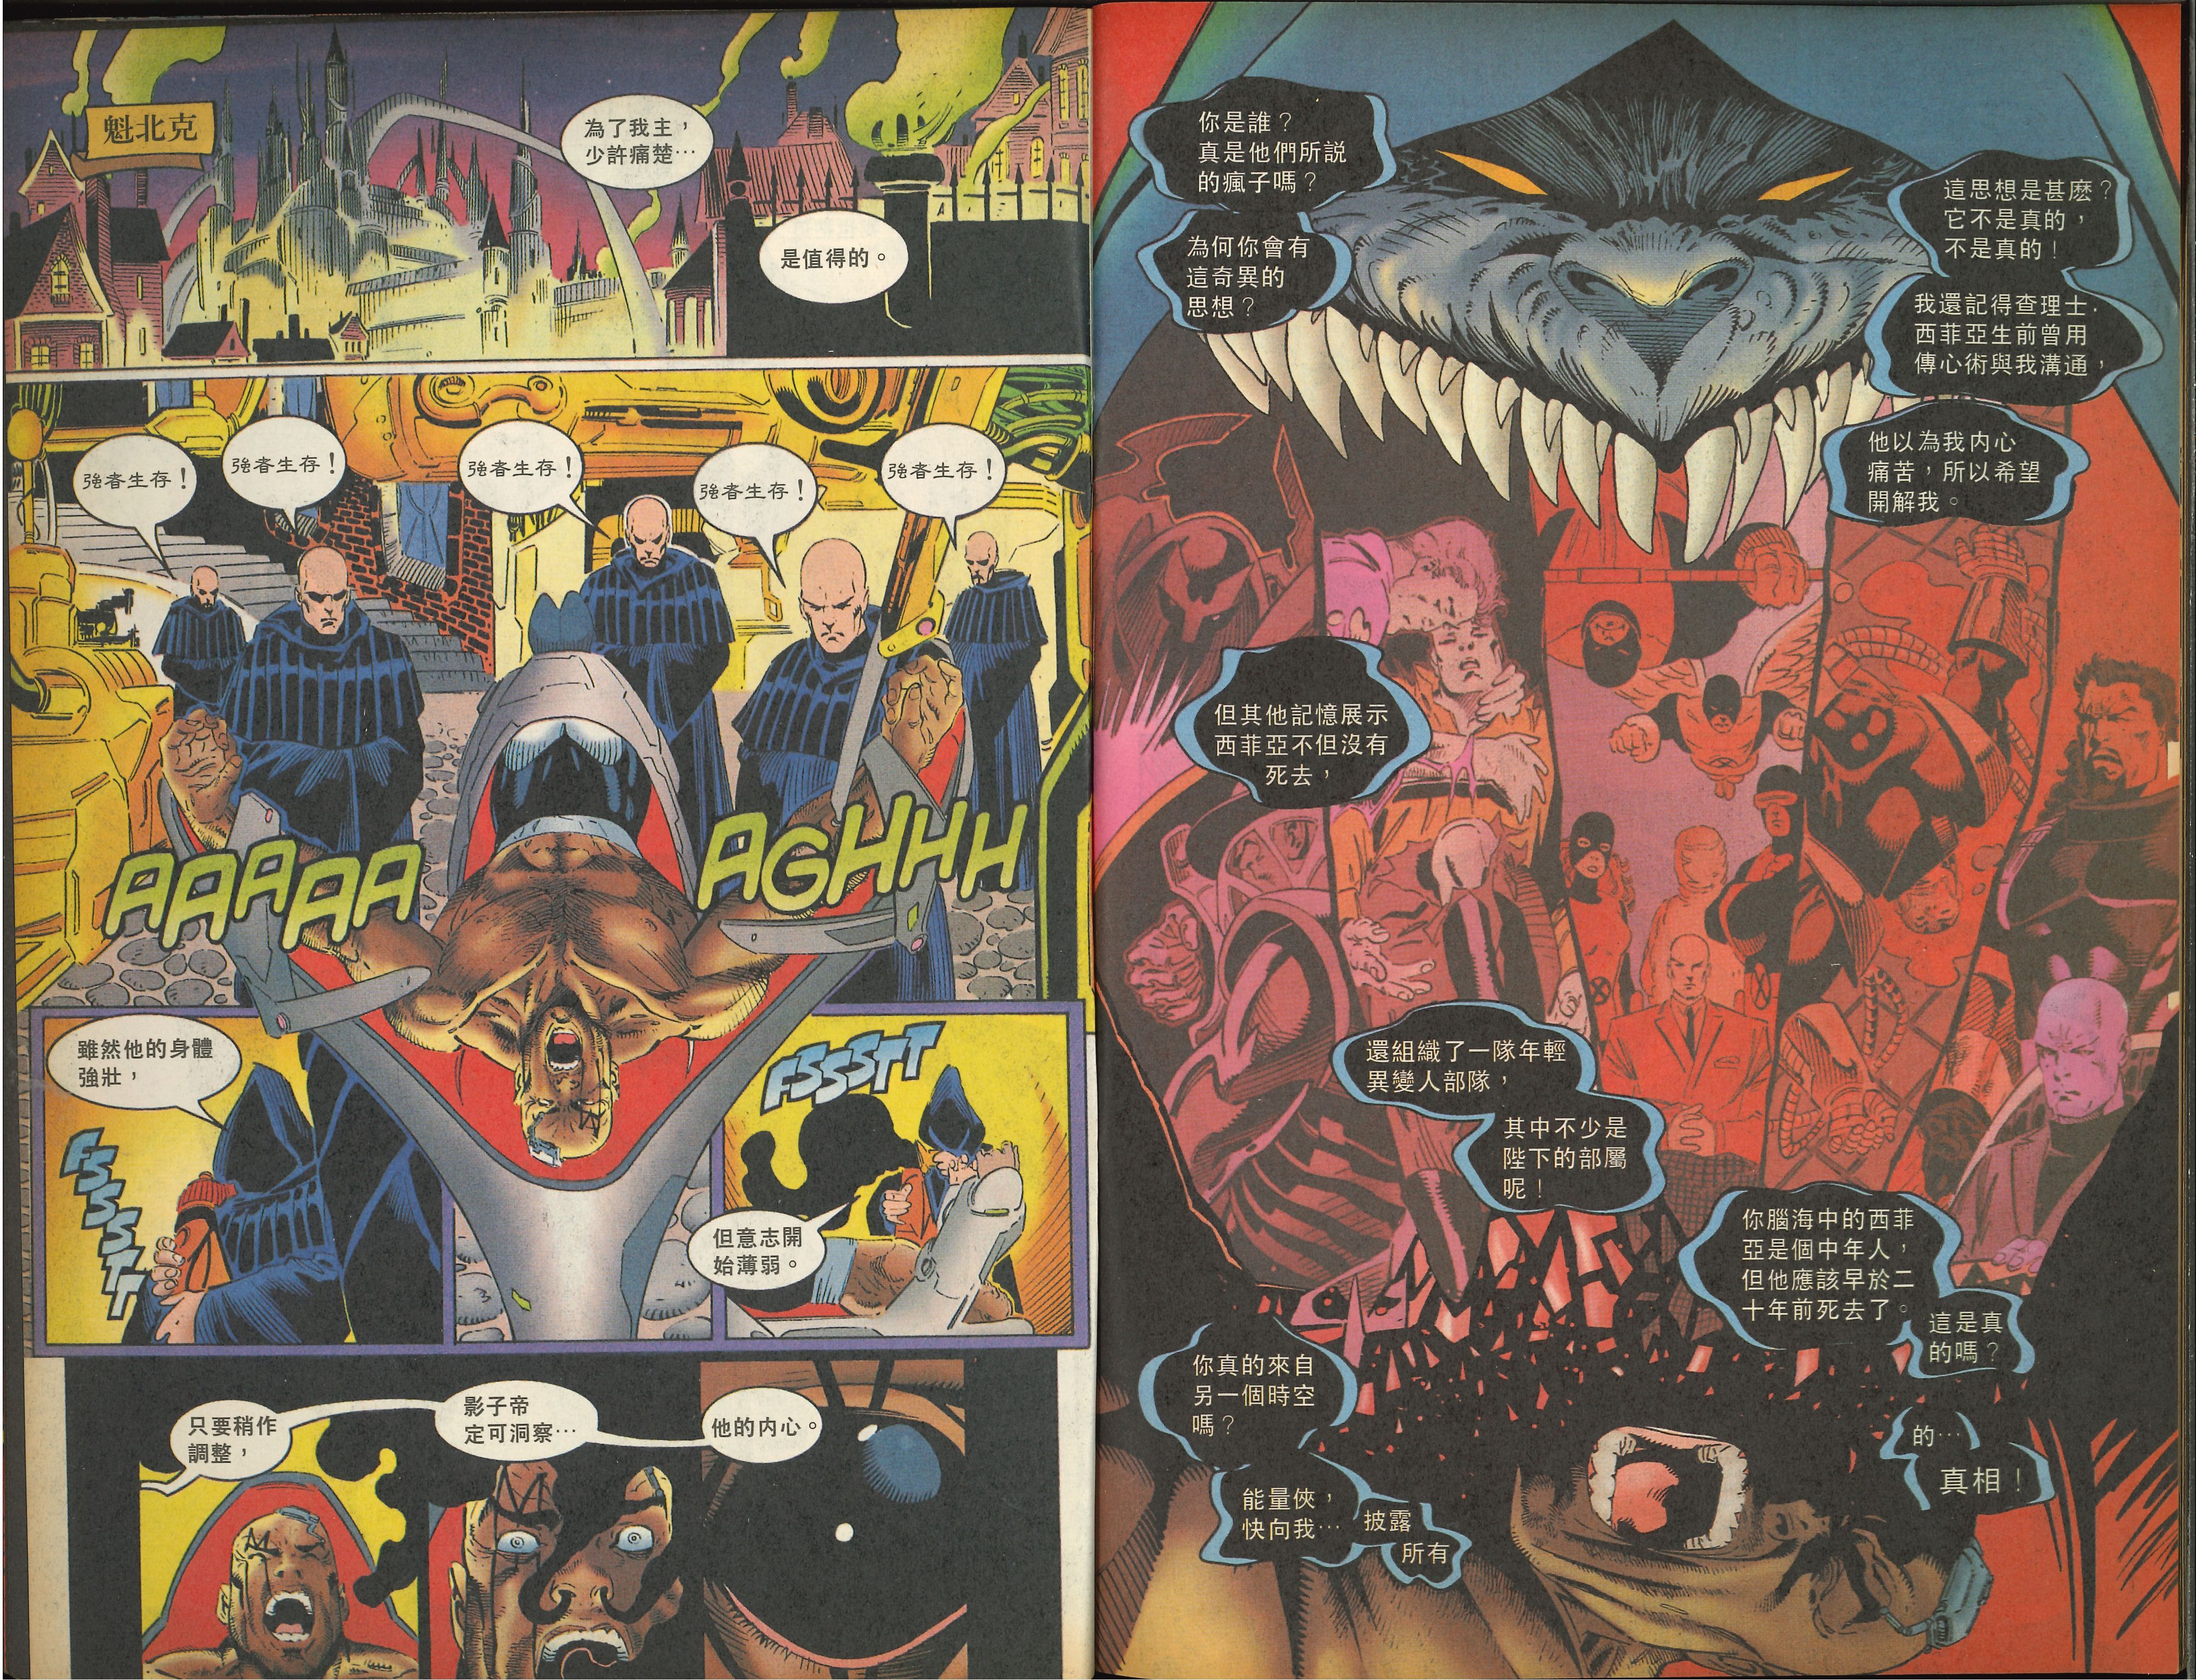 魁北克
為了我主，
少許痛楚…
是值得的。
強者生存！
強者生存！
強者生存！
強者生存！
強者生存！
AAAAA
AGHHH
雖然他的身體
強壯，
FSSSTT
FSSSTT
但意志開
始薄弱。
只要稍作
調整，
影子帝
定可洞察…
他的內心。
M
M
你是誰？
真是他們所説
的瘋子嗎？
為何你會有
這奇異的
思想？
這思想是甚麼？
它不是真的，
不是真的！
我還記得查理士．
西菲亞生前曾用
傳心術與我溝通，
他以為我內心
痛苦，所以希望
開解我。
但其他記憶展示
西菲亞不但沒有
死去，
還組織了一隊年輕
異變人部隊，
其中不少是
陛下的部屬
呢！
你腦海中的西菲
亞是個中年人，
但他應該早於二
十年前死去了。
這是真
的嗎？
你真的來自
另一個時空
嗎？
能量俠，
快向我…
披露
所有
的…
真相！